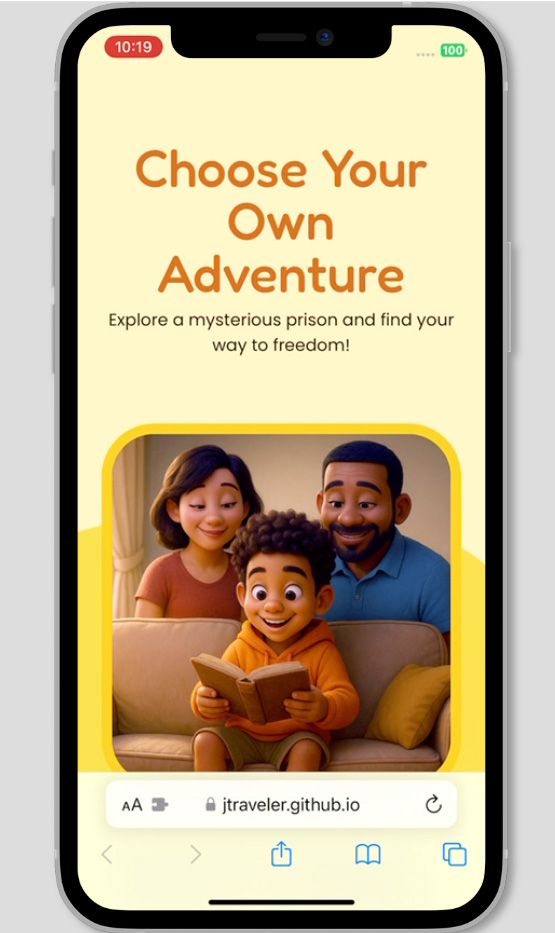 10:19
100
Choose Your
Own
Adventure
Explore a mysterious prison and find your
way to freedom!
AA
jtraveler.github.io